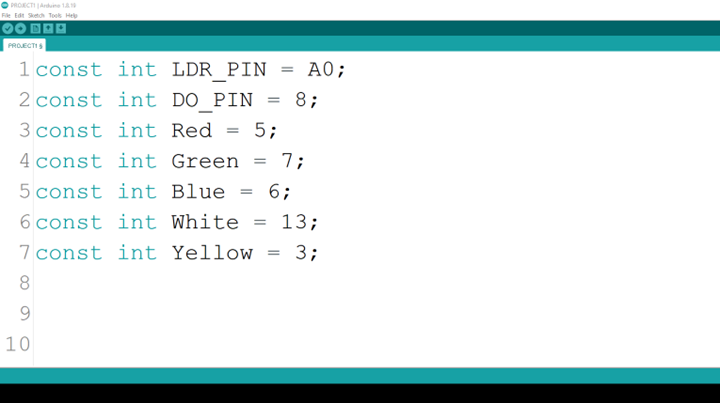 PROJECT1 | Arduino 1.8.16
File Edit Sketch Tools Help
PROJECT1 §
1 const int LDR_PIN = A0;
2 const int DO_PIN = 8;
3 const int Red = 5;
4 const int Green = 7;
5 const int Blue = 6;
6 const int White = 13;
7 const int Yellow = 3;
8
9
10